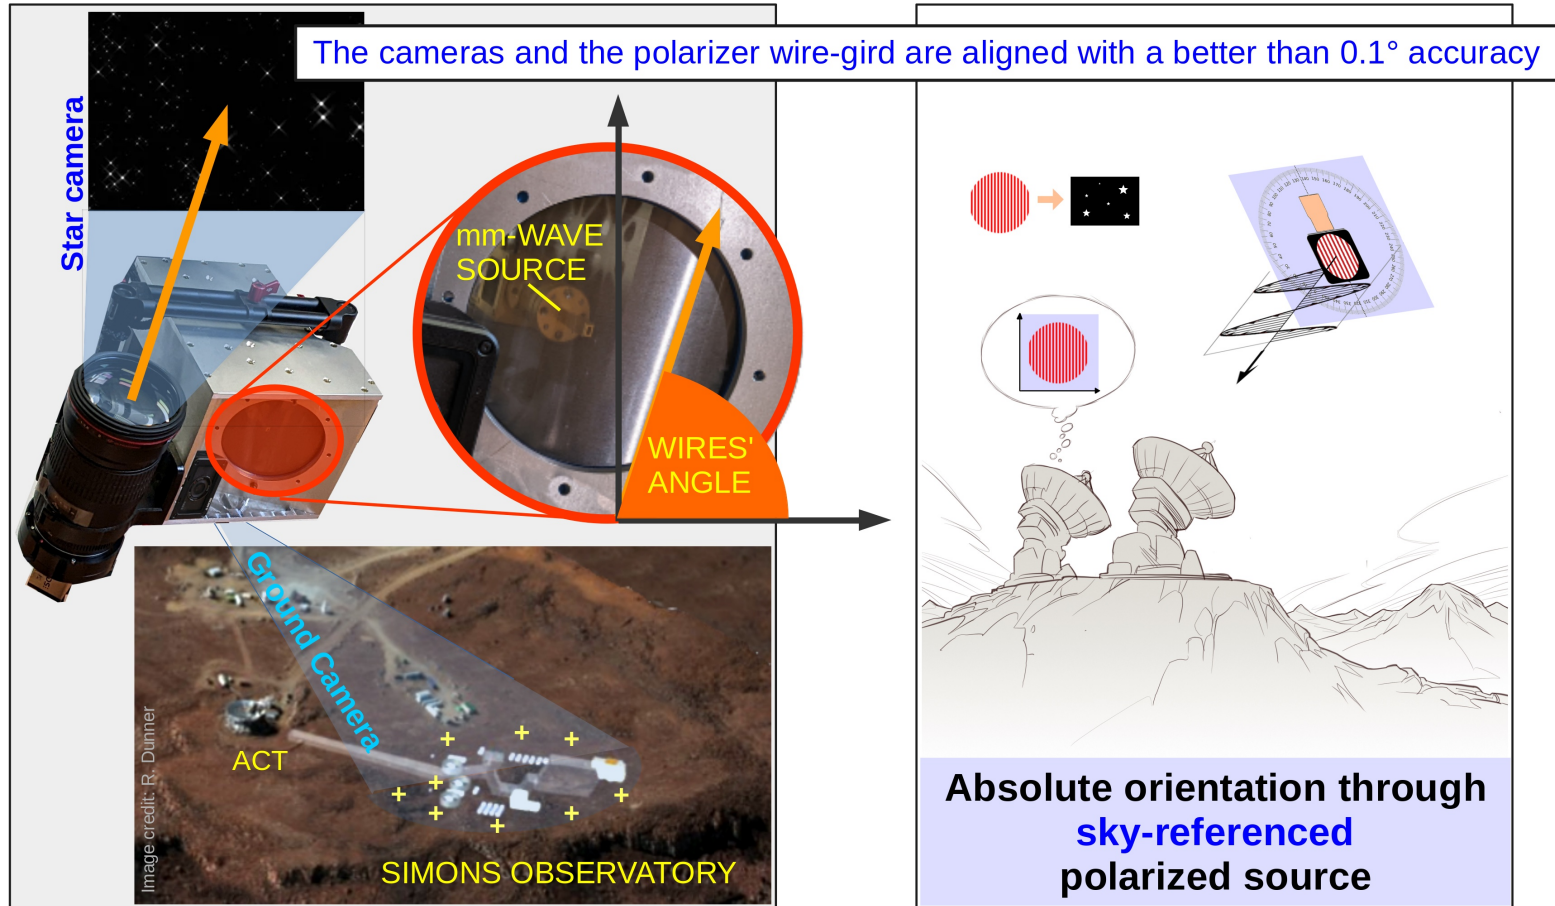 The cameras and the polarizer wire-gird are aligned with a better than 0.1° accuracy
Star camera
mm-WAVE
SOURCE
WIRES'
ANGLE
Ground Camera
ACT
SIMONS OBSERVATORY
Image credit: R. Dunner
Absolute orientation through
sky-referenced
polarized source